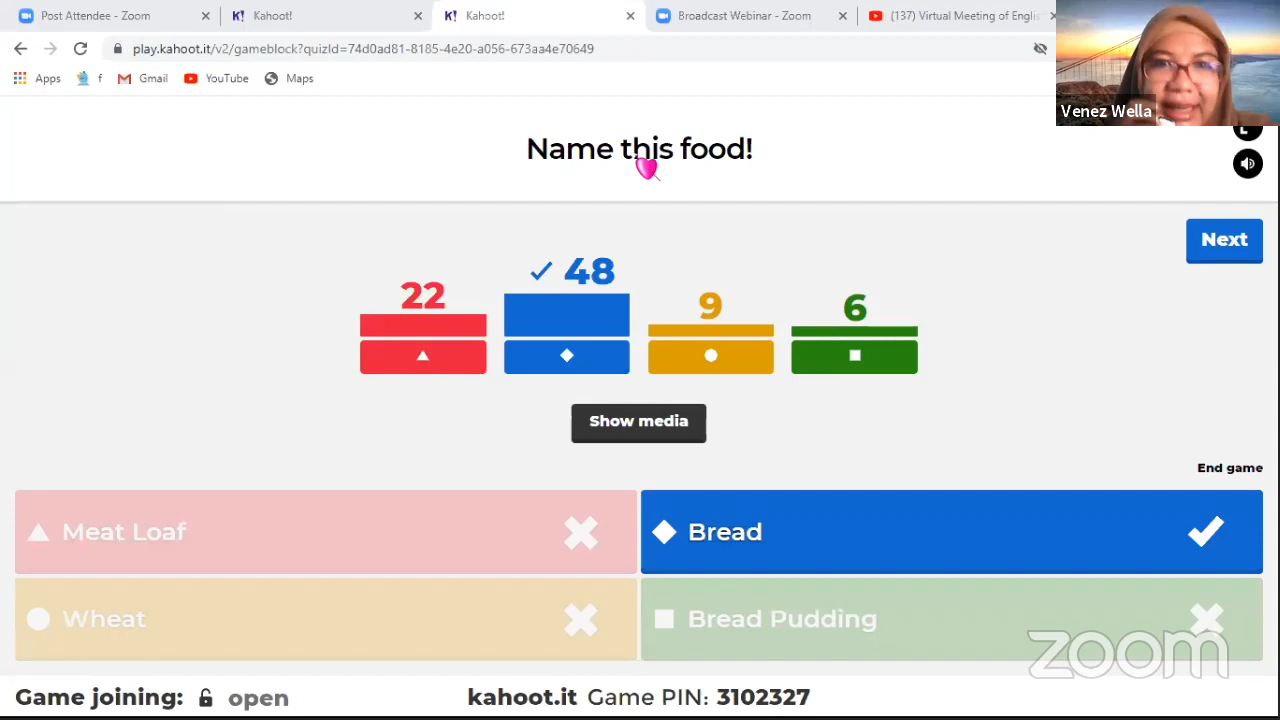 Post Attendee - Zoom
K! Kahoot!
K! Kahoot!
Broadcast Webinar - Zoom
(137) Virtual Meeting of Englis
play.kahoot.it/v2/gameblock?quizId=74d0ad81-8185-4e20-a056-673aa4e70649
Apps
f
Gmail
YouTube
Maps
Venez Wella
Name this food!
Next
22
48
9
6
Show media
End game
Meat Loaf
Bread
Wheat
Bread Pudding
zoom
Game joining: open
kahoot.it Game PIN: 3102327